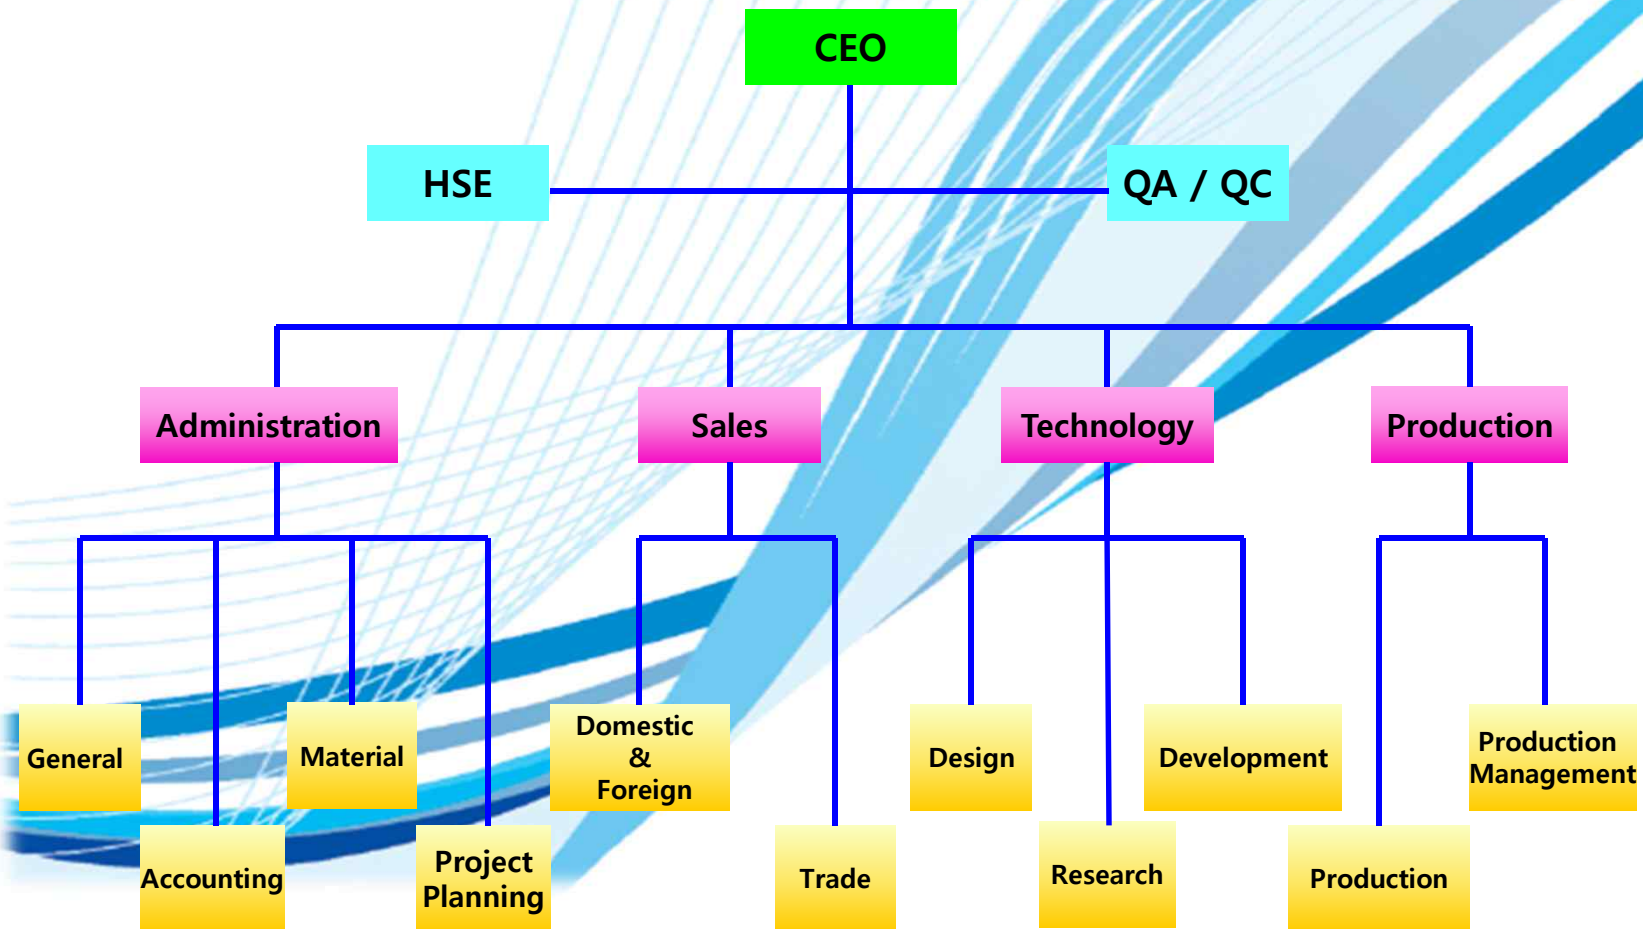 CEO
HSE
QA / QC
Administration
Sales
Technology
Production
General
Material
Domestic
&
Foreign
Design
Development
Production
Management
Accounting
Project
Planning
Trade
Research
Production